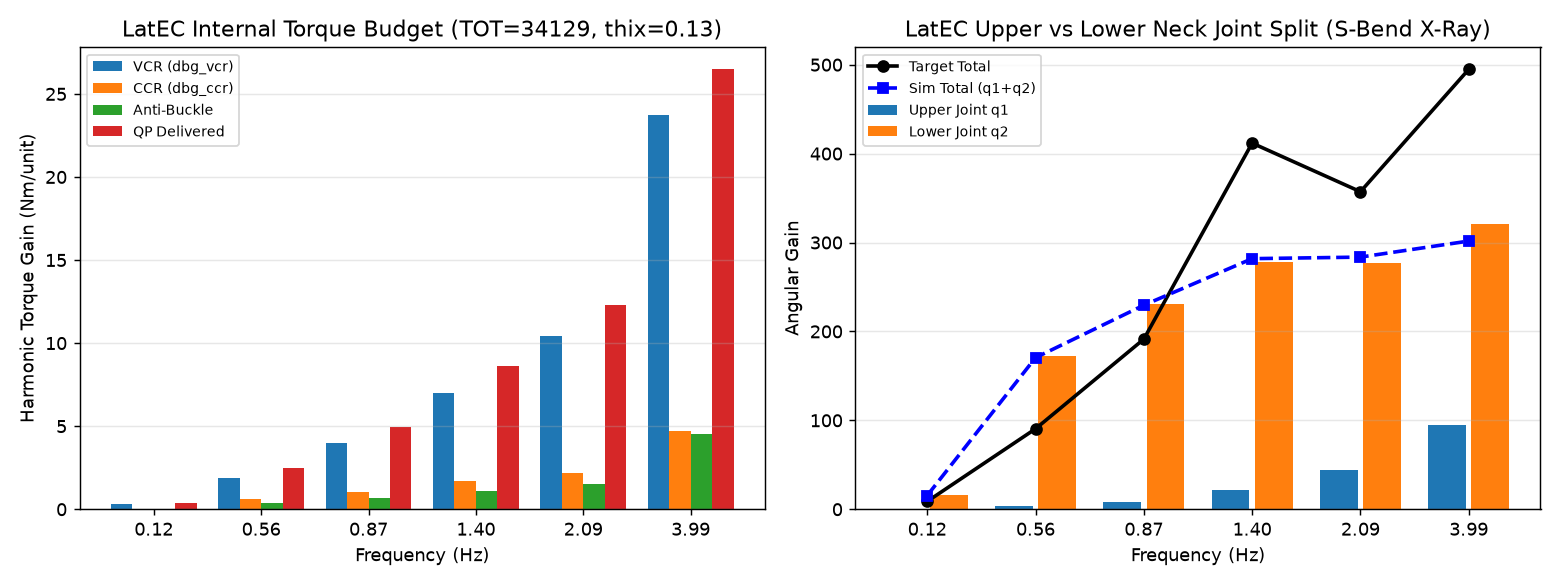 LatEC Internal Torque Budget (TOT=34129, thix=0.13)
Harmonic Torque Gain (Nm/unit)
25
20
15
10
5
0
VCR (dbg_vcr)
CCR (dbg_ccr)
Anti-Buckle
QP Delivered
0.12 0.56 0.87 1.40 2.09 3.99
Frequency (Hz)
LatEC Upper vs Lower Neck Joint Split (S-Bend X-Ray)
Angular Gain
500
400
300
200
100
0
Target Total
Sim Total (q1+q2)
Upper Joint q1
Lower Joint q2
0.12 0.56 0.87 1.40 2.09 3.99
Frequency (Hz)